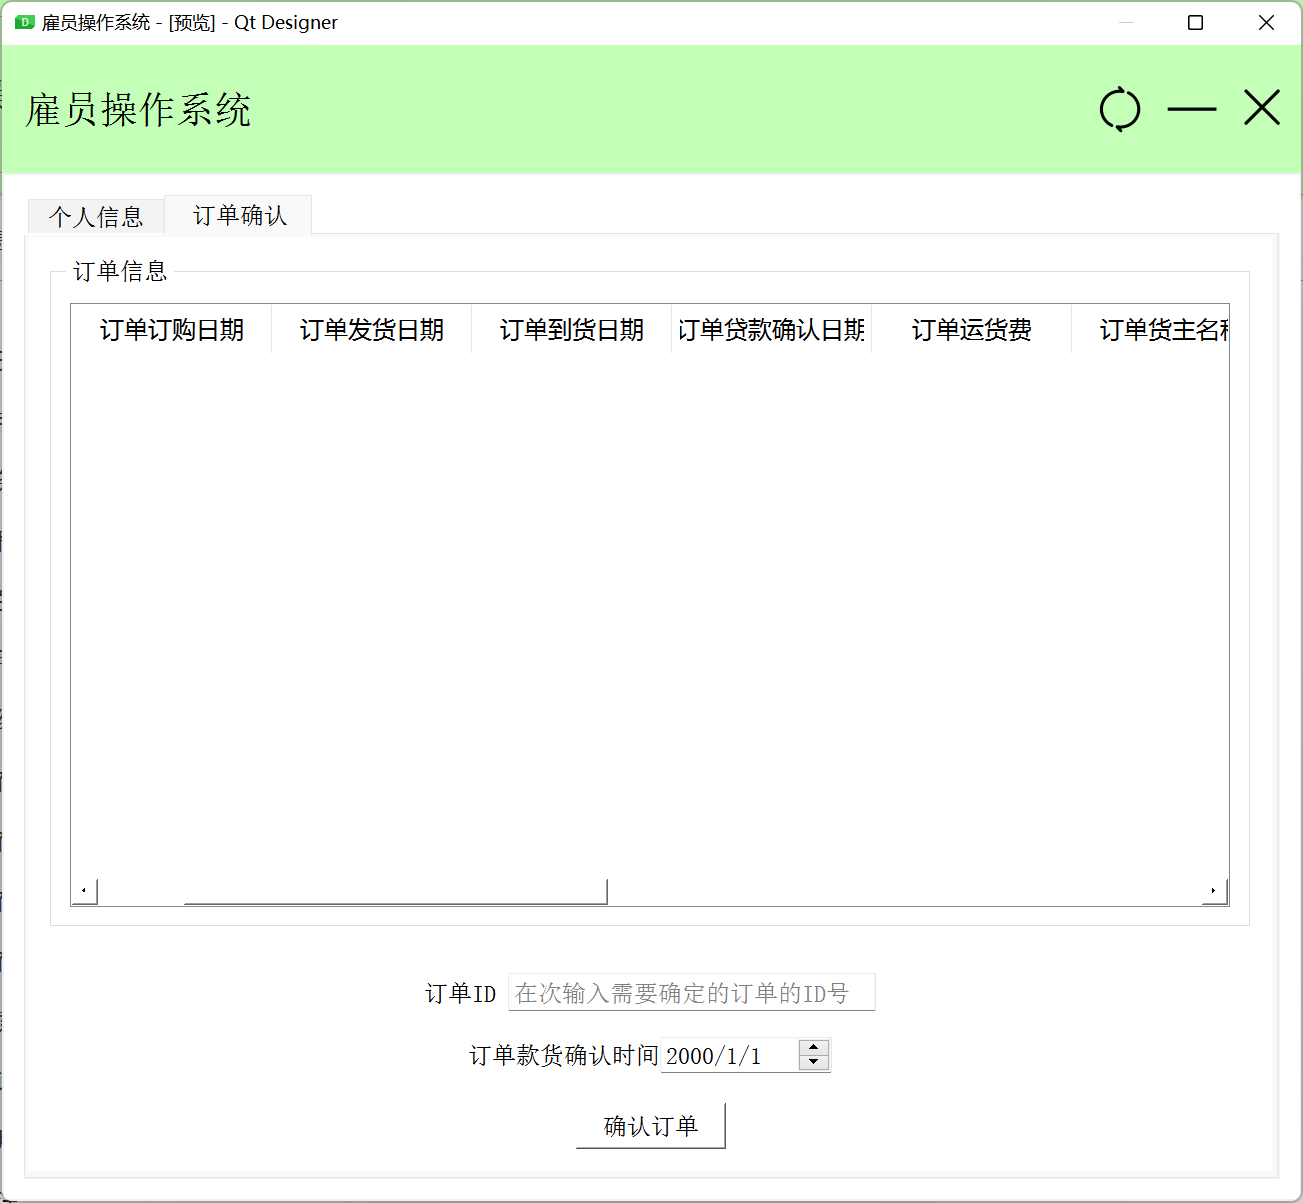 雇员操作系统 - [预览] - Qt Designer
雇员操作系统
个人信息 订单确认
订单信息
订单订购日期 订单发货日期 订单到货日期 订单贷款确认日期 订单运货费 订单货主名
订单ID 在次输入需要确定的订单的ID号
订单款货确认时间 2000/1/1
确认订单